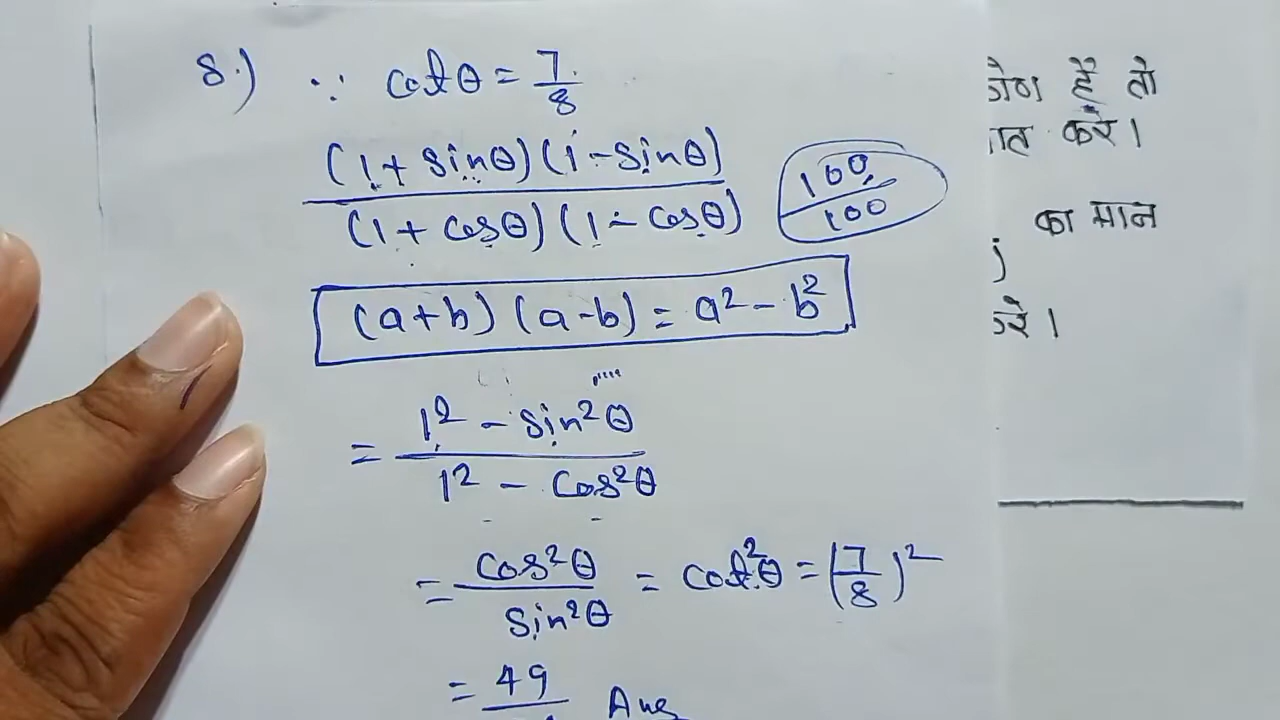 8.) ∵ cotθ = 7/8
(1 + sinθ)(1 - sinθ)
(1 + cosθ)(1 - cosθ)
100/100
(a+b)(a-b) = a² - b²
= 1² - sin²θ
1² - cos²θ
= cos²θ/sin²θ = cot²θ = (7/8)²
= 49
Ans
है तो
करे।
का मान